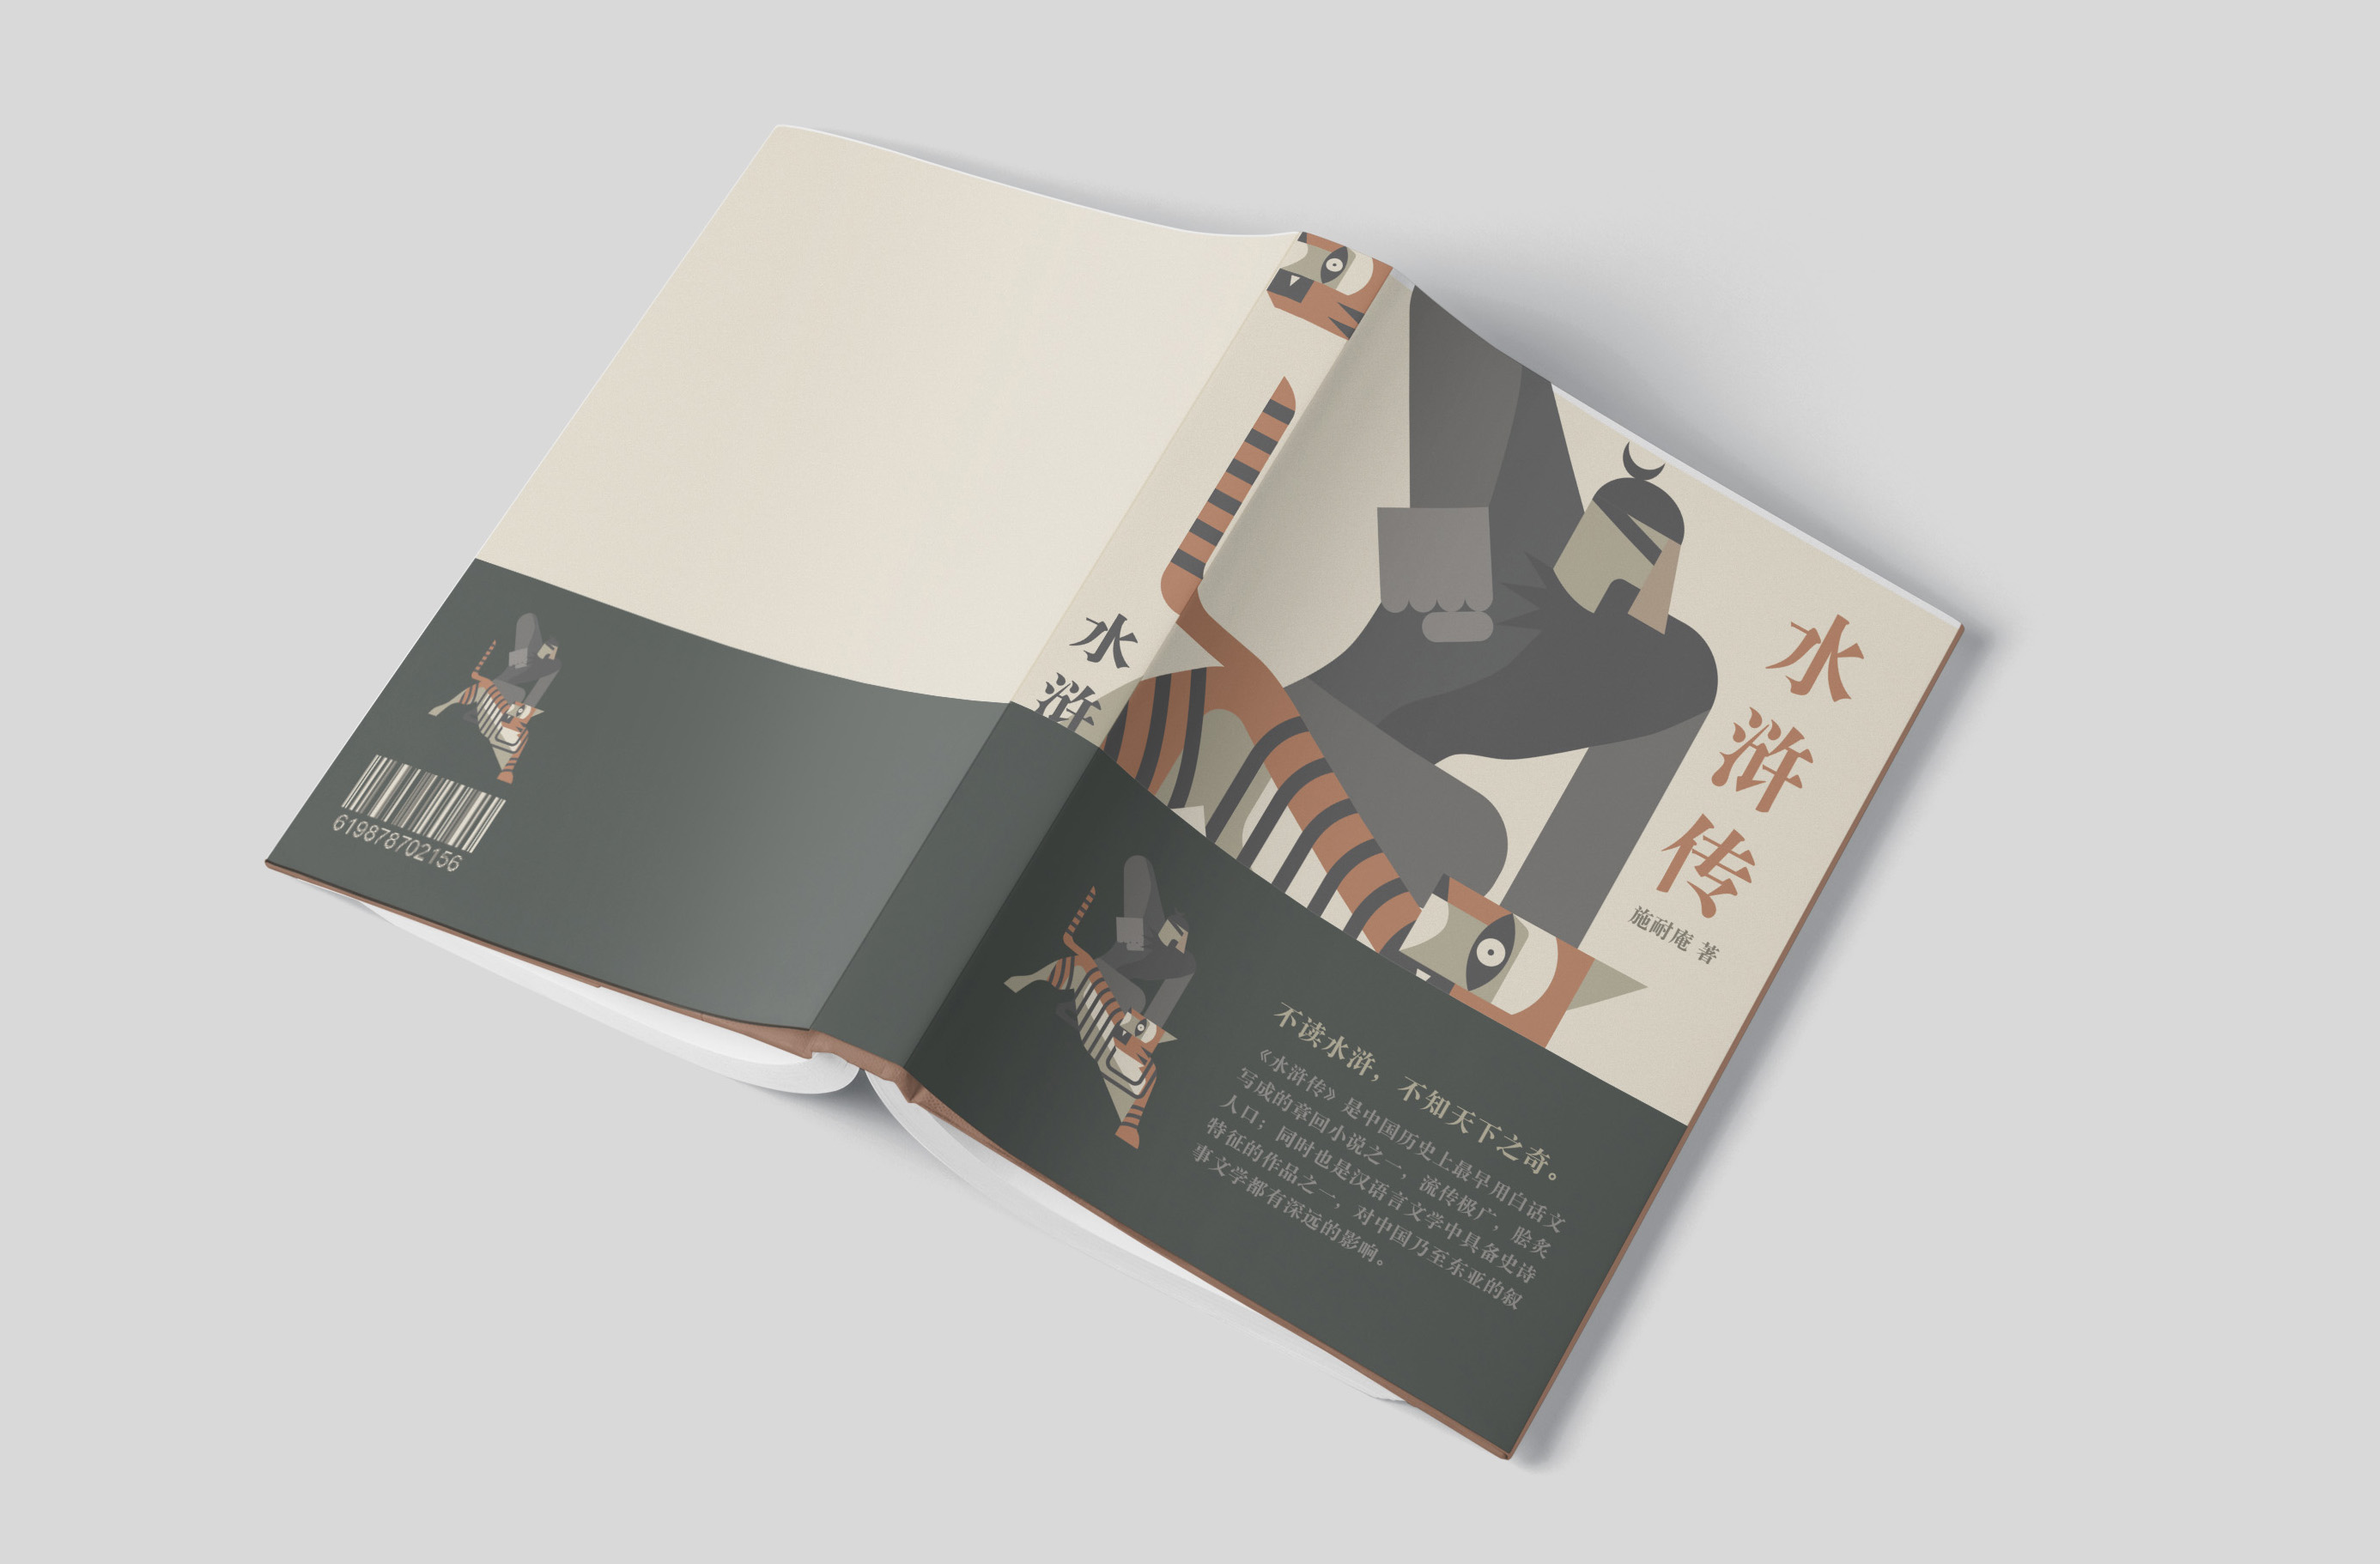 水浒传
施耐庵 著
不读水浒，不知天下之奇。
《水浒传》是中国历史上最早用白话文
写成的章回小说之一，流传极广，脍炙
人口；同时也是汉语言文学中具备史诗
特征的作品之一，对中国乃至东亚的叙
事文学都有深远的影响。
水浒
619878702156